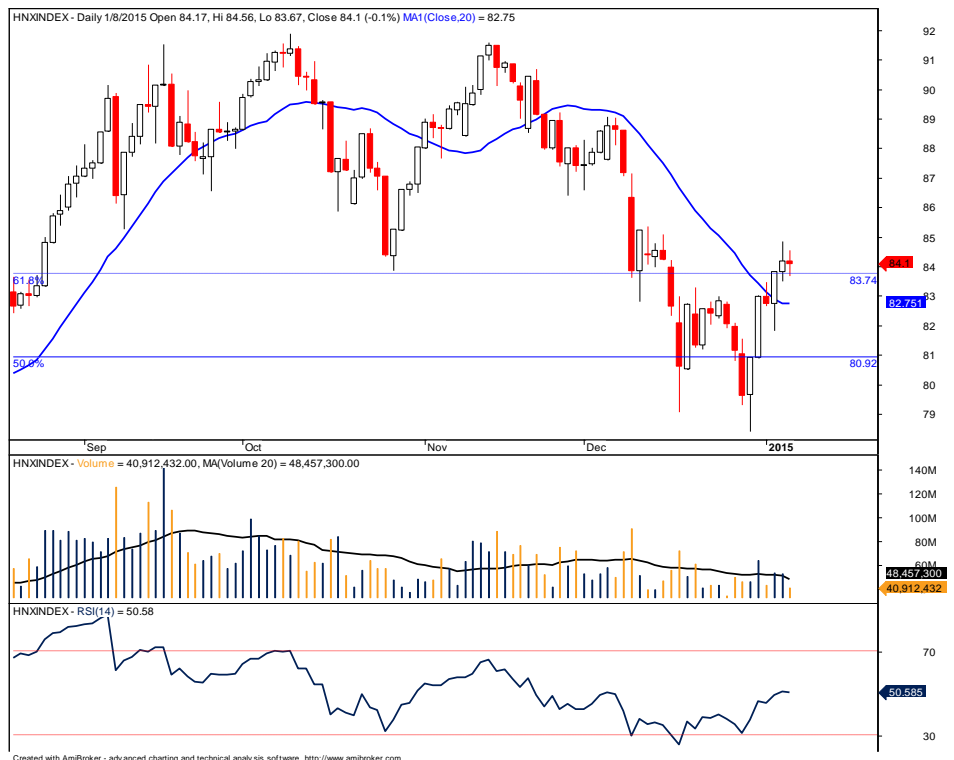 HNXINDEX - Daily 1/8/2015 Open 84.17, Hi 84.56, Lo 83.67, Close 84.1 (-0.1%) MA1(Close,20) = 82.75
92
91
90
89
88
87
86
85
84.1
84
61.8%
83.74
83
82.751
82
81
50.0%
80.92
80
79
Sep
Oct
Nov
Dec
2015
HNXINDEX - Volume = 40,912,432.00, MA(Volume 20) = 48,457,300.00
140M
120M
100M
80M
60M
48,457,300
40,912,432
HNXINDEX - RSI(14) = 50.58
70
50.585
30
Created with AmiBroker - advanced charting and technical analysis software. http://www.amibroker.com